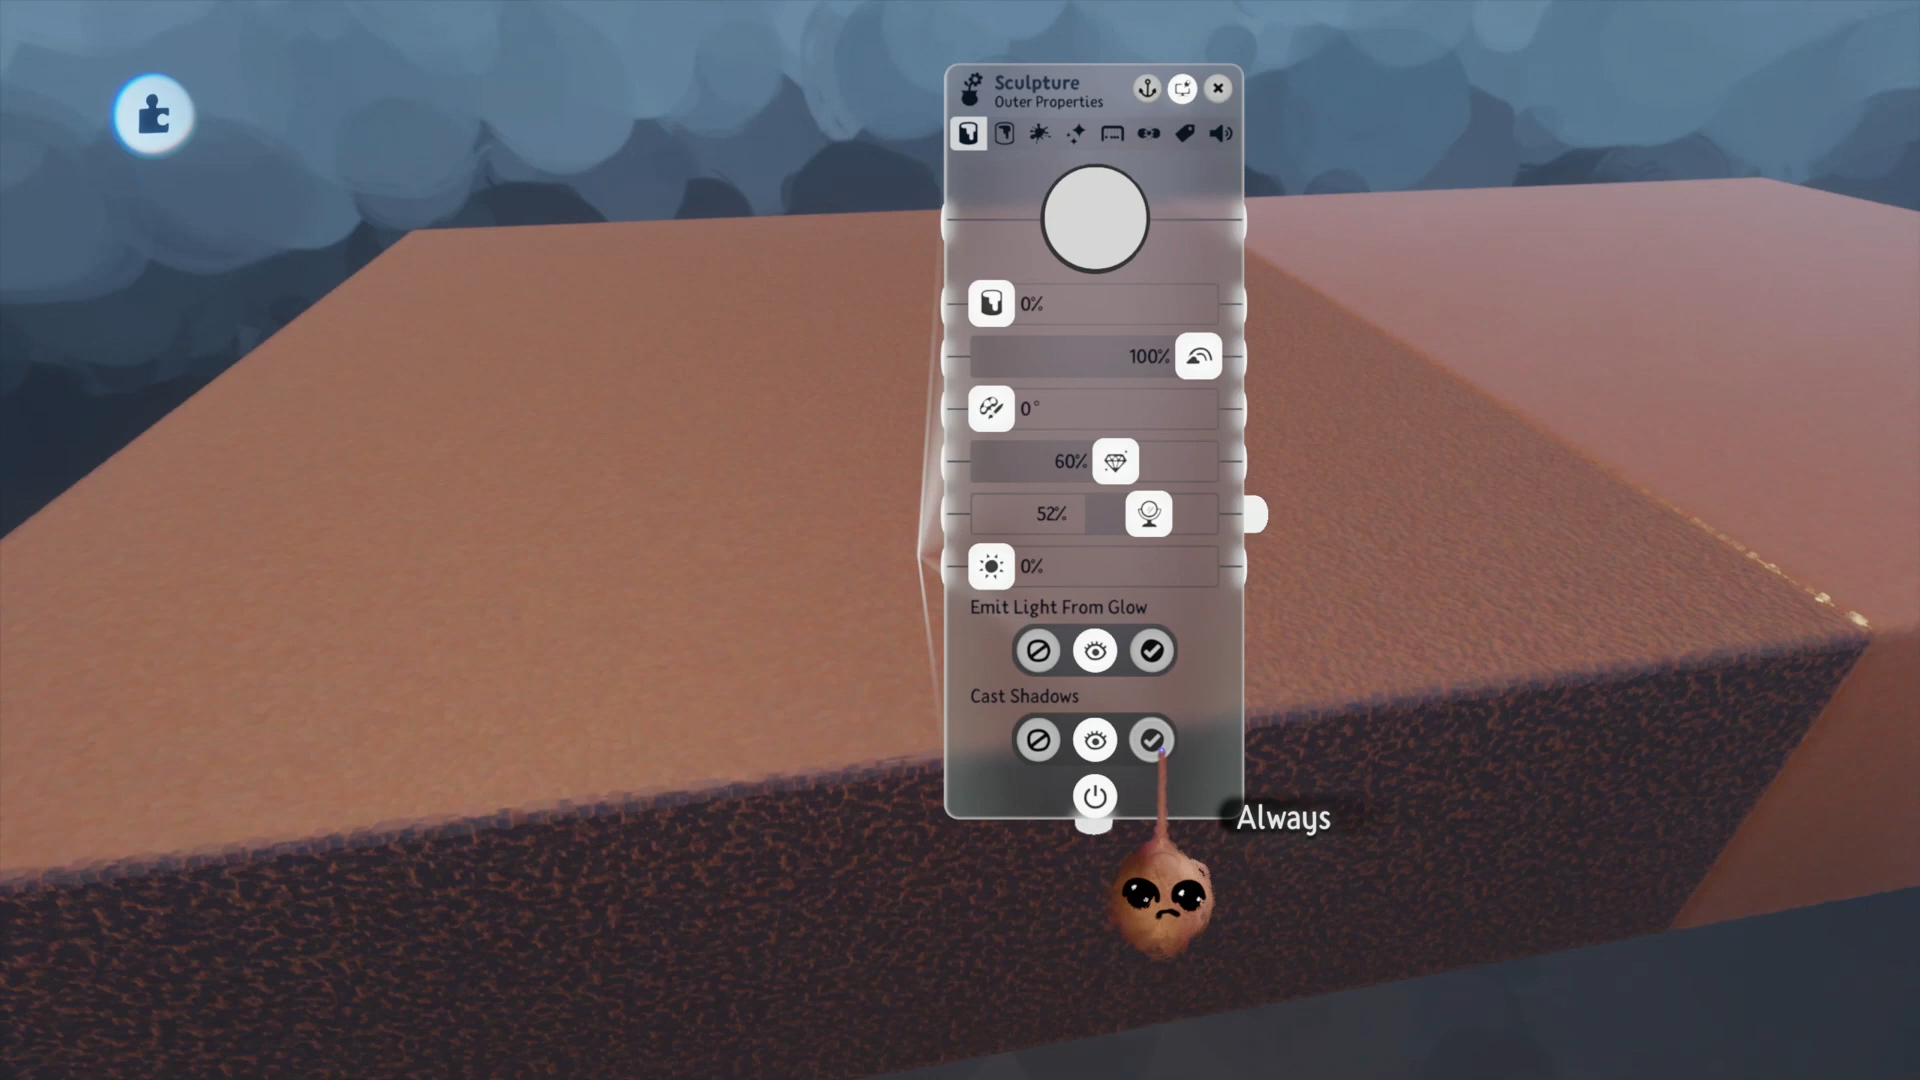 Sculpture
Outer Properties
0%
100%
0°
60%
52%
0%
Emit Light From Glow
Cast Shadows
Always